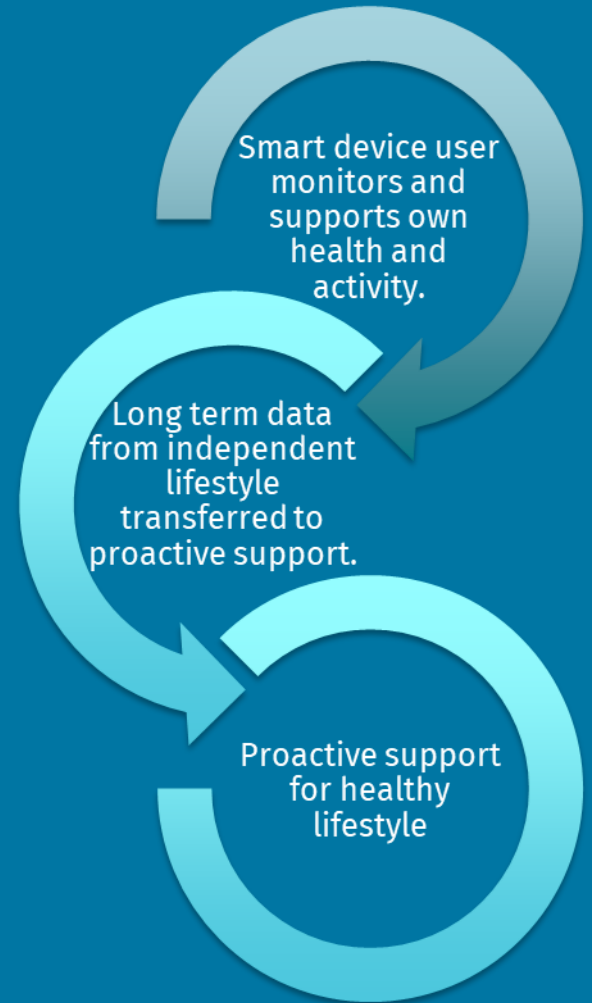 Smart device user
monitors and
supports own
health and
activity.
Long term data
from independent
lifestyle
transferred to
proactive support.
Proactive support
for healthy
lifestyle